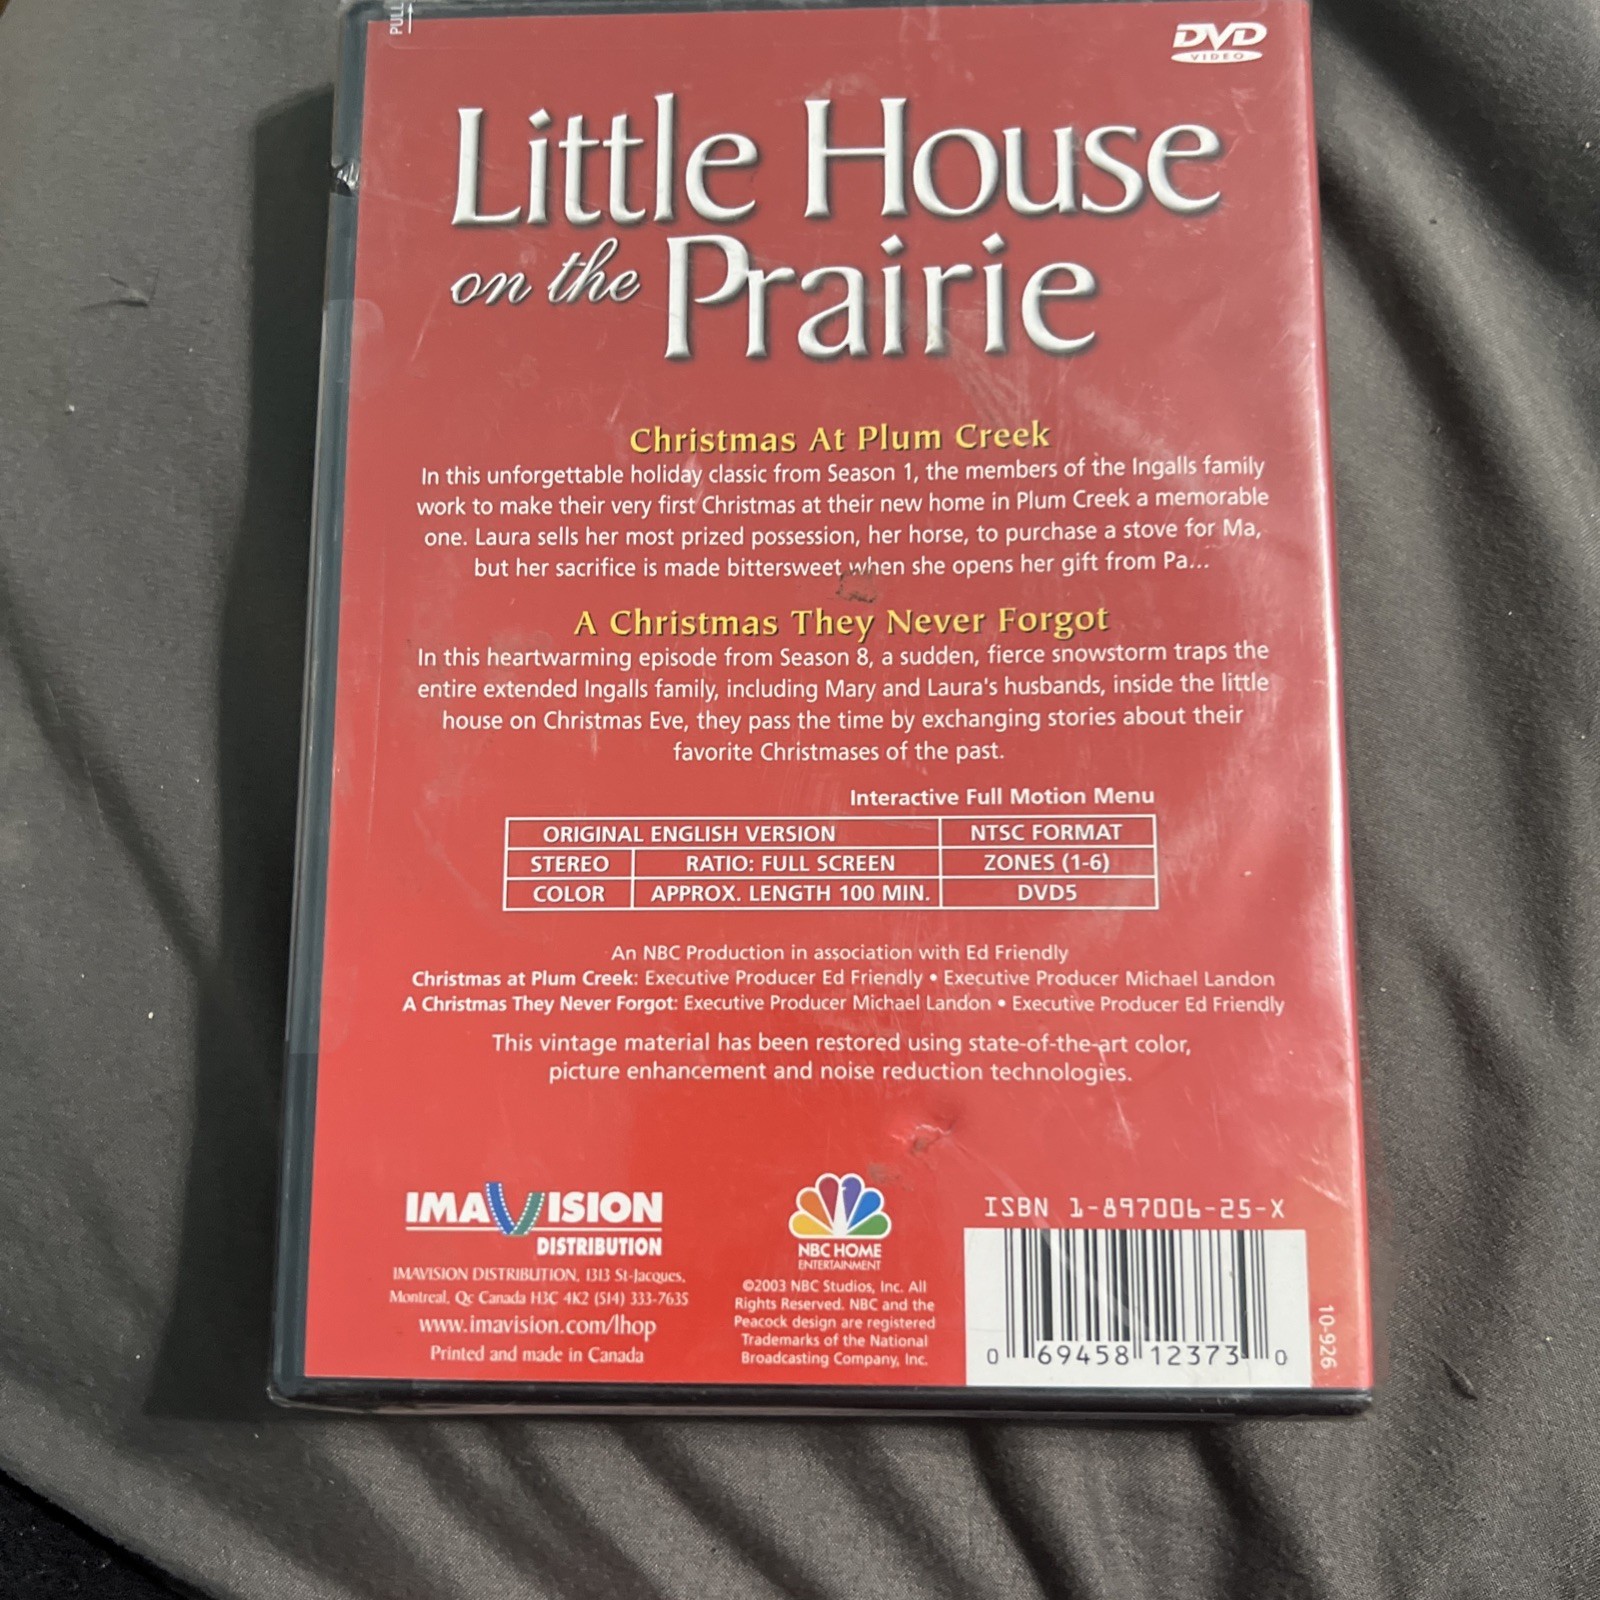 PULL
DVD
VIDEO
Little House
on the Prairie
Christmas At Plum Creek
In this unforgettable holiday classic from Season 1, the members of the Ingalls family
work to make their very first Christmas at their new home in Plum Creek a memorable
one. Laura sells her most prized possession, her horse, to purchase a stove for Ma,
but her sacrifice is made bittersweet when she opens her gift from Pa...
A Christmas They Never Forgot
In this heartwarming episode from Season 8, a sudden, fierce snowstorm traps the
entire extended Ingalls family, including Mary and Laura's husbands, inside the little
house on Christmas Eve, they pass the time by exchanging stories about their
favorite Christmases of the past.
Interactive Full Motion Menu
ORIGINAL ENGLISH VERSION NTSC FORMAT
STEREO RATIO: FULL SCREEN ZONES (1-6)
COLOR APPROX. LENGTH 100 MIN. DVD5
An NBC Production in association with Ed Friendly
Christmas at Plum Creek: Executive Producer Ed Friendly • Executive Producer Michael Landon
A Christmas They Never Forgot: Executive Producer Michael Landon • Executive Producer Ed Friendly
This vintage material has been restored using state-of-the-art color,
picture enhancement and noise reduction technologies.
IMAVISION
DISTRIBUTION
IMAVISION DISTRIBUTION, 1313 St-Jacques,
Montreal, Qc Canada H3C 4K2 (514) 333-7635
www.imavision.com/lhop
Printed and made in Canada
NBC HOME
ENTERTAINMENT
©2003 NBC Studios, Inc. All
Rights Reserved. NBC and the
Peacock design are registered
Trademarks of the National
Broadcasting Company, Inc.
ISBN 1-897006-25-X
0 69458 12373 0
10-926